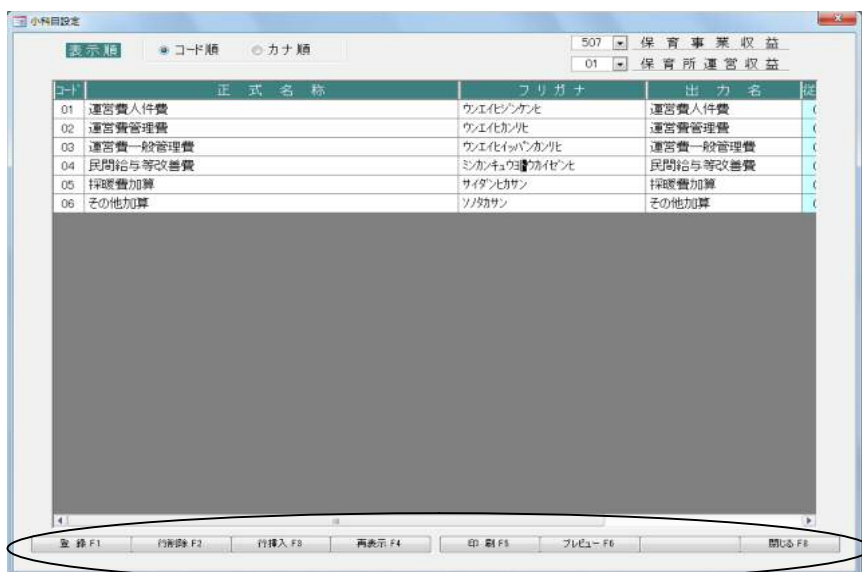 小科目設定
表示順 コード順 カナ順
507 保育事業収益
01 保育所運営収益
コード 正式名称 フリガナ 出力名 従
01 運営費人件費 ウンエイヒジンケンヒ 運営費人件費
02 運営費管理費 ウンエイヒカンリヒ 運営費管理費
03 運営費一般管理費 ウンエイヒイッパンカンリヒ 運営費一般管理費
04 民間給与等改善費 民間給与等改善費
05 採暖費加算 サイダンヒカサン 採暖費加算
06 その他加算 ソノタカサン その他加算
登 録 F1 行削除 F2 行挿入 F3 再表示 F4 印 刷 F5 プレビュー F6 閉じる F8